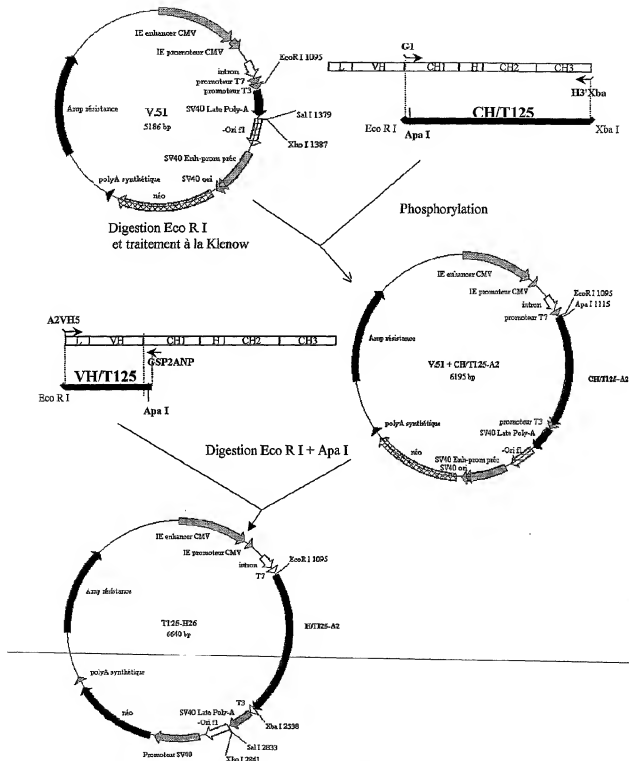 IE enhancer CMV
IE promoteur CMV
EcoR I 1095
intron
promoteur T7
promoteur T3
Amp résistance
V.51
5186 bp
SV40 Late Poly-A
Sal I 1379
-Ori f1
Xho I 1387
SV40 Enh-prom préc
SV40 ori
polyA synthétique
néo
Digestion Eco R I
et traitement à la Klenow
G1
L VH CH1 H CH2 CH3
H3'Xba
CH/T125
Eco R I
Apa I
Xba I
Phosphorylation
IE enhancer CMV
IE promoteur CMV
EcoR I 1095
Apa I 1115
intron
promoteur T7
Amp résistance
V.51 + CH/T125-A2
6195 bp
CH/T125-A2
promoteur T3
SV40 Late Poly-A
-Ori f1
polyA synthétique
SV40 Enh-prom préc
SV40 ori
néo
A2VH5
L VH CH1 H CH2 CH3
GSP2ANP
VH/T125
Eco R I
Apa I
Digestion Eco R I + Apa I
IE enhancer CMV
IE promoteur CMV
EcoR I 1095
intron
T7
Amp résistance
T125-H26
6640 bp
H/T125-A2
polyA synthétique
T3
Xba I 2538
SV40 Late Poly-A
-Ori f1
néo
Sal I 2833
Promoteur SV40
Xho I 2841